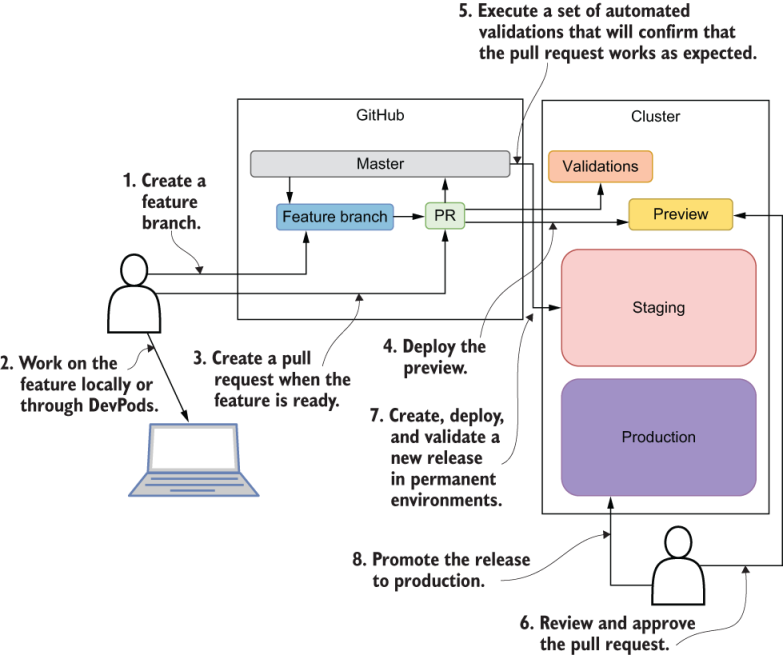 5. Execute a set of automated
validations that will confirm that
the pull request works as expected.
GitHub
Cluster
Master
Validations
1. Create a
feature
branch.
Feature branch
PR
Preview
Staging
2. Work on the
feature locally or
through DevPods.
3. Create a pull
request when the
feature is ready.
4. Deploy the
preview.
7. Create, deploy,
and validate a
new release
in permanent
environments.
Production
8. Promote the release
to production.
6. Review and approve
the pull request.